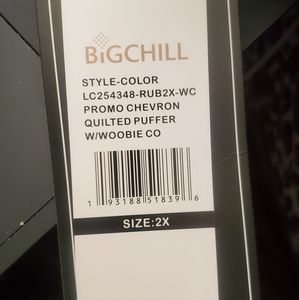 BiGCHILL
STYLE-COLOR
LC254348-RUB2X-WC
PROMO CHEVRON
QUILTED PUFFER
W/WOOBIE CO
1 93188 51839 6
SIZE:2X